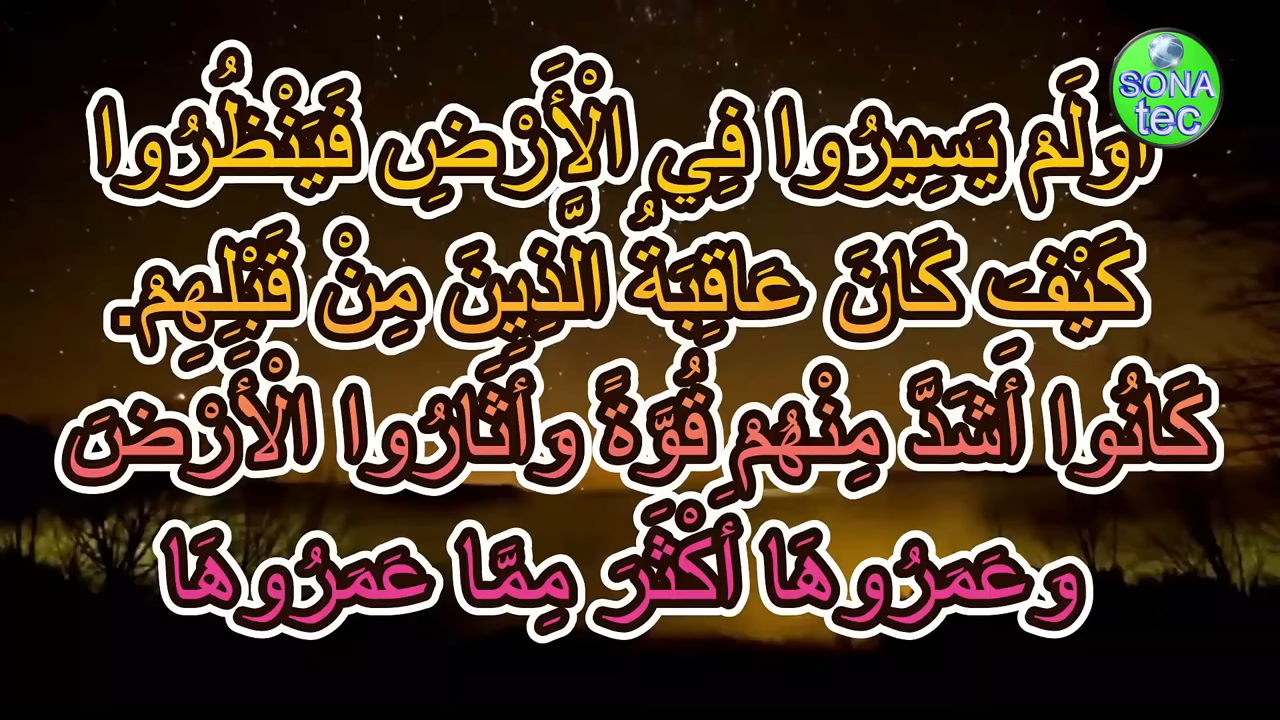 أَوَلَمْ يَسِيرُوا فِي الْأَرْضِ فَيَنْظُرُوا
كَيْفَ كَانَ عَاقِبَةُ الَّذِينَ مِنْ قَبْلِهِمْ.
كَانُوا أَشَدَّ مِنْهُمْ قُوَّةً وَأَثَارُوا الْأَرْضَ
وَعَمَرُوهَا أَكْثَرَ مِمَّا عَمَرُوهَا
SONA
tec